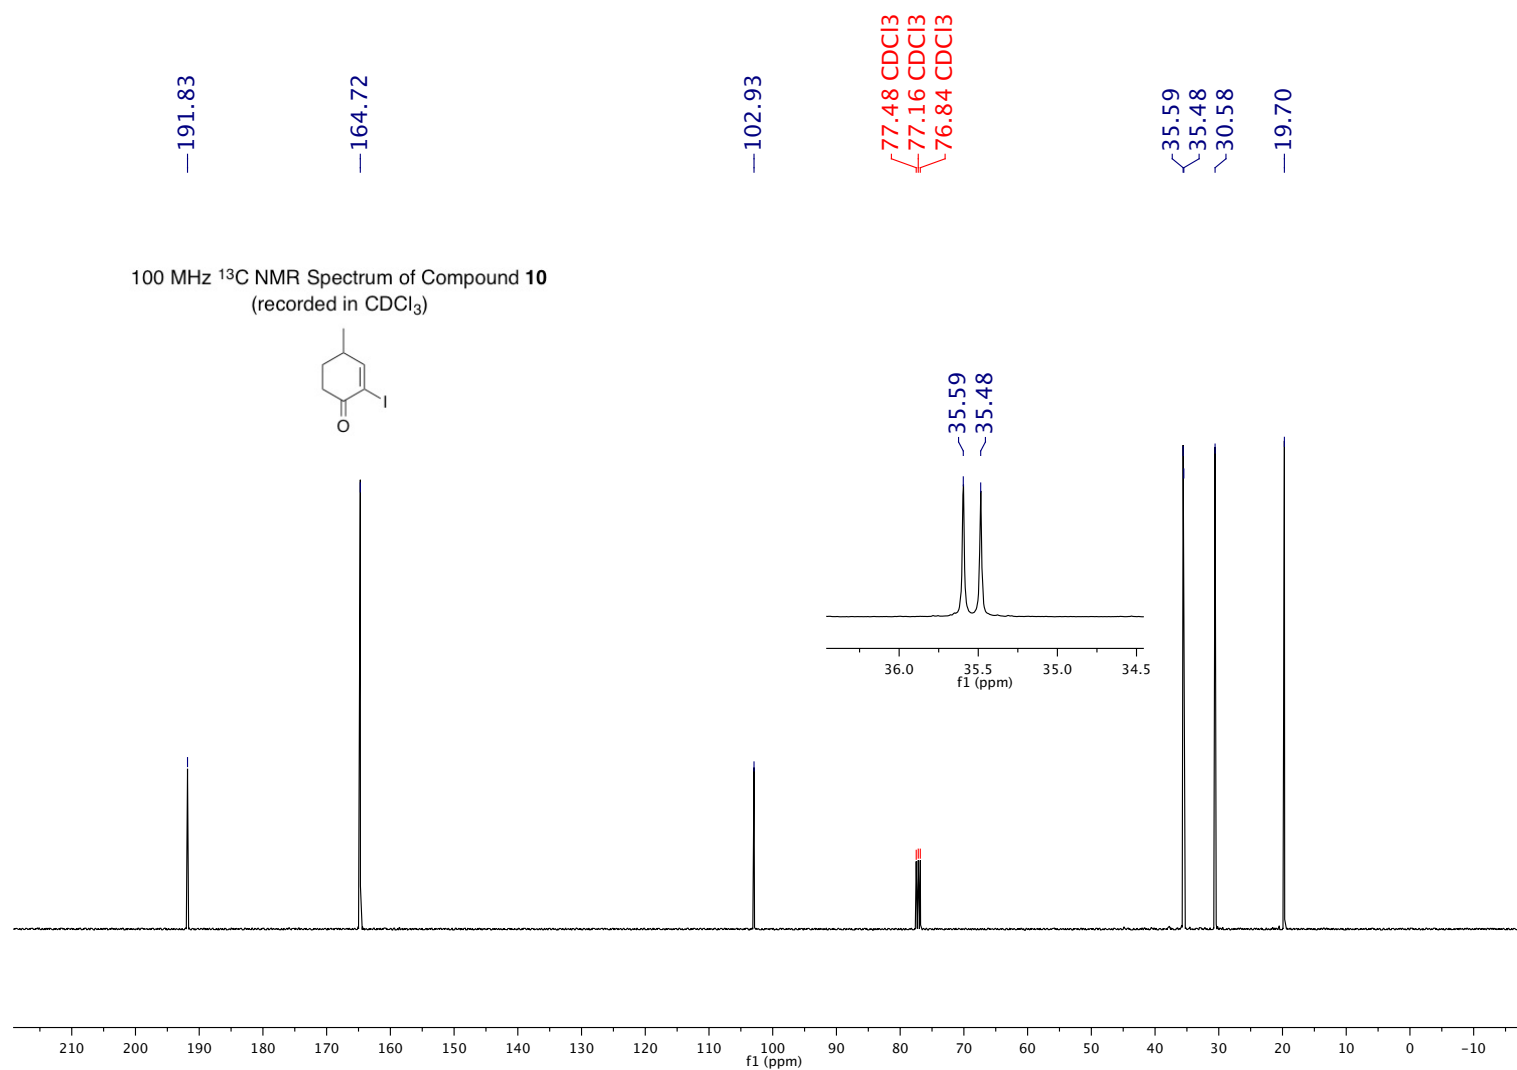 191.83
164.72
102.93
77.48 CDCl3
77.16 CDCl3
76.84 CDCl3
35.59
35.48
30.58
19.70
100 MHz ¹³C NMR Spectrum of Compound 10
(recorded in CDCl₃)
I
O
35.59
35.48
36.0 35.5 35.0 34.5
f1 (ppm)
210 200 190 180 170 160 150 140 130 120 110 100 90 80 70 60 50 40 30 20 10 0 −10
f1 (ppm)